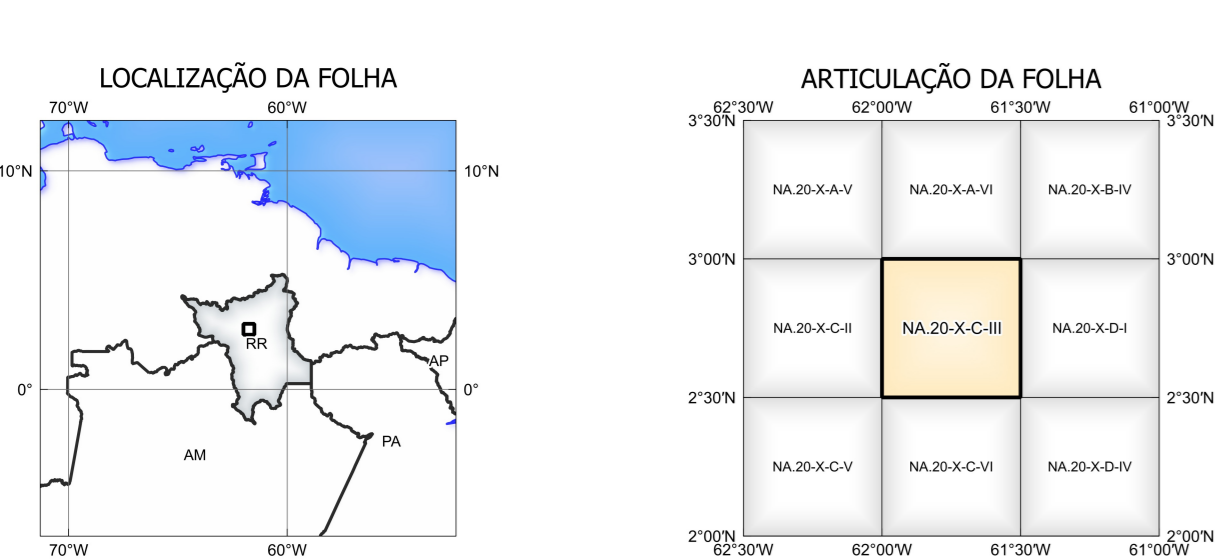 LOCALIZAÇÃO DA FOLHA
70°W 60°W
10°N 10°N
RR
AP
0° 0°
PA
AM
70°W 60°W
ARTICULAÇÃO DA FOLHA
62°30'W 62°00'W 61°30'W 61°00'W
3°30'N 3°30'N
NA.20-X-A-V NA.20-X-A-VI NA.20-X-B-IV
3°00'N 3°00'N
NA.20-X-C-II NA.20-X-C-III NA.20-X-D-I
2°30'N 2°30'N
NA.20-X-C-V NA.20-X-C-VI NA.20-X-D-IV
2°00'N 2°00'N
62°30'W 62°00'W 61°30'W 61°00'W